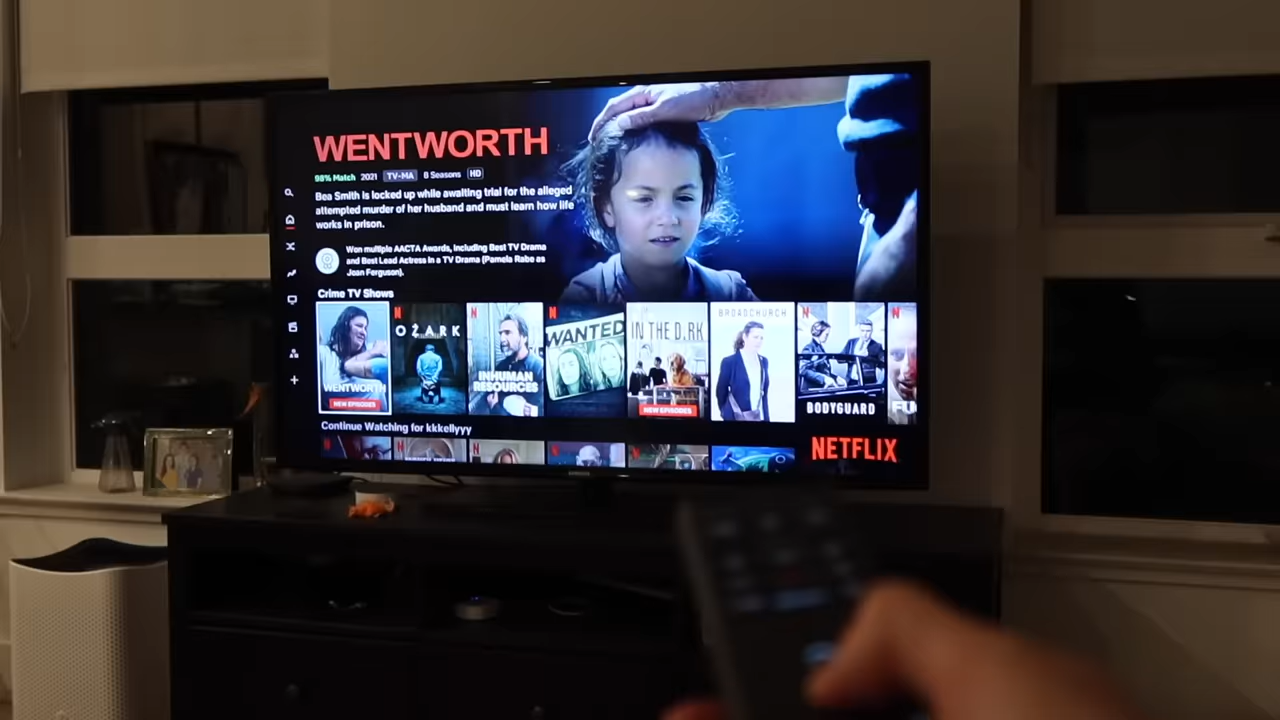 WENTWORTH
98% Match 2021 TV-MA 8 Seasons HD
Bea Smith is locked up while awaiting trial for the alleged
attempted murder of her husband and must learn how life
works in prison.
Won multiple AACTA Awards, including Best TV Drama
and Best Lead Actress in a TV Drama (Pamela Rabe as
Joan Ferguson).
Crime TV Shows
WENTWORTH
NEW EPISODES
OZARK
INHUMAN
RESOURCES
WANTED
IN THE D.RK
NEW EPISODES
BROADCHURCH
BODYGUARD
FU
Continue Watching for kkkellyyy
NETFLIX
SAMSUNG